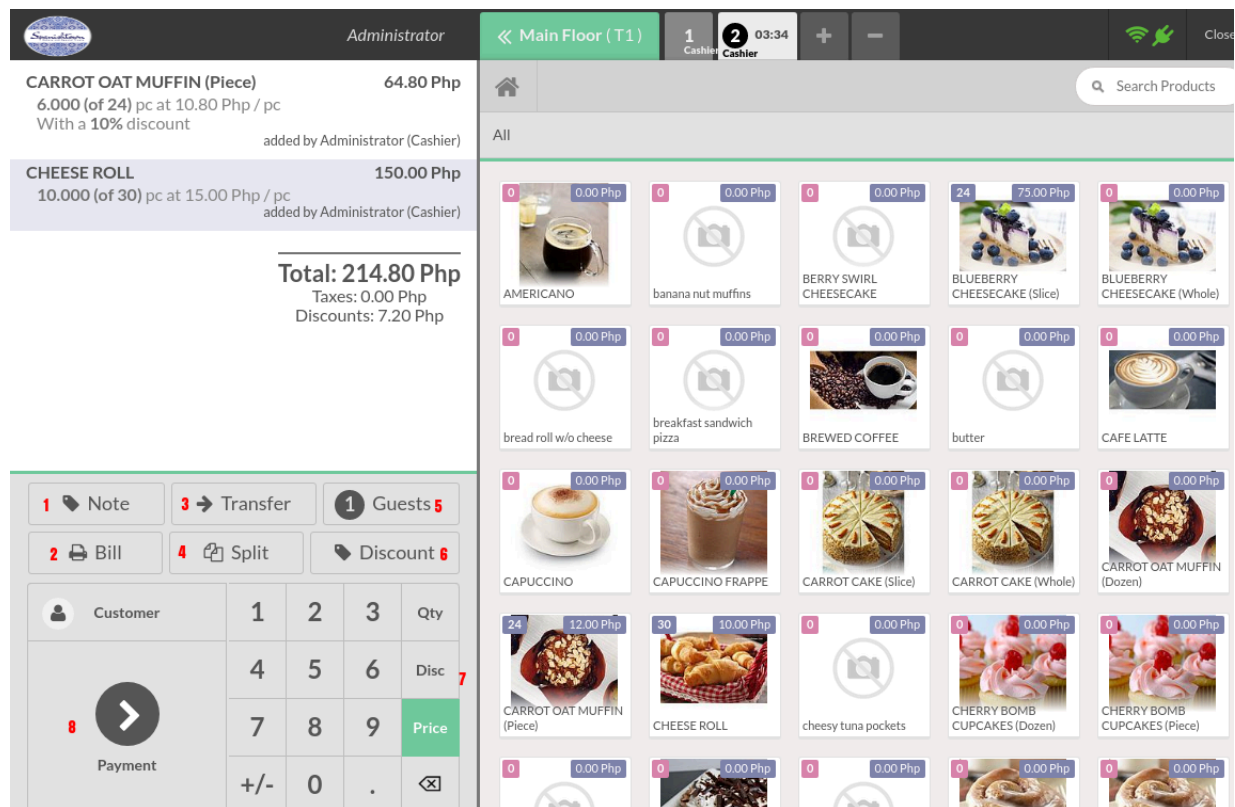 Spanishtown
Administrator
Main Floor (T1)
1
Cashier
2
Cashier
03:34
+
−
Close
CARROT OAT MUFFIN (Piece) 64.80 Php
6.000 (of 24) pc at 10.80 Php / pc
With a 10% discount
added by Administrator (Cashier)
CHEESE ROLL 150.00 Php
10.000 (of 30) pc at 15.00 Php / pc
added by Administrator (Cashier)
Total: 214.80 Php
Taxes: 0.00 Php
Discounts: 7.20 Php
1 Note
3 Transfer
1 Guests 5
2 Bill
4 Split
Discount 6
Customer
1 2 3 Qty
4 5 6 Disc 7
8
Payment
7 8 9 Price
+/- 0 .
Search Products
All
0 0.00 Php
AMERICANO
0 0.00 Php
banana nut muffins
0 0.00 Php
BERRY SWIRL
CHEESECAKE
24 75.00 Php
BLUEBERRY
CHEESECAKE (Slice)
0 0.00 Php
BLUEBERRY
CHEESECAKE (Whole)
0 0.00 Php
bread roll w/o cheese
0 0.00 Php
breakfast sandwich
pizza
0 0.00 Php
BREWED COFFEE
0 0.00 Php
butter
0 0.00 Php
CAFE LATTE
0 0.00 Php
CAPUCCINO
0 0.00 Php
CAPUCCINO FRAPPE
0 0.00 Php
CARROT CAKE (Slice)
0 0.00 Php
CARROT CAKE (Whole)
0 0.00 Php
CARROT OAT MUFFIN
(Dozen)
24 12.00 Php
CARROT OAT MUFFIN
(Piece)
30 10.00 Php
CHEESE ROLL
0 0.00 Php
cheesy tuna pockets
0 0.00 Php
CHERRY BOMB
CUPCAKES (Dozen)
0 0.00 Php
CHERRY BOMB
CUPCAKES (Piece)
0 0.00 Php
0 0.00 Php
0 0.00 Php
0 0.00 Php
0 0.00 Php